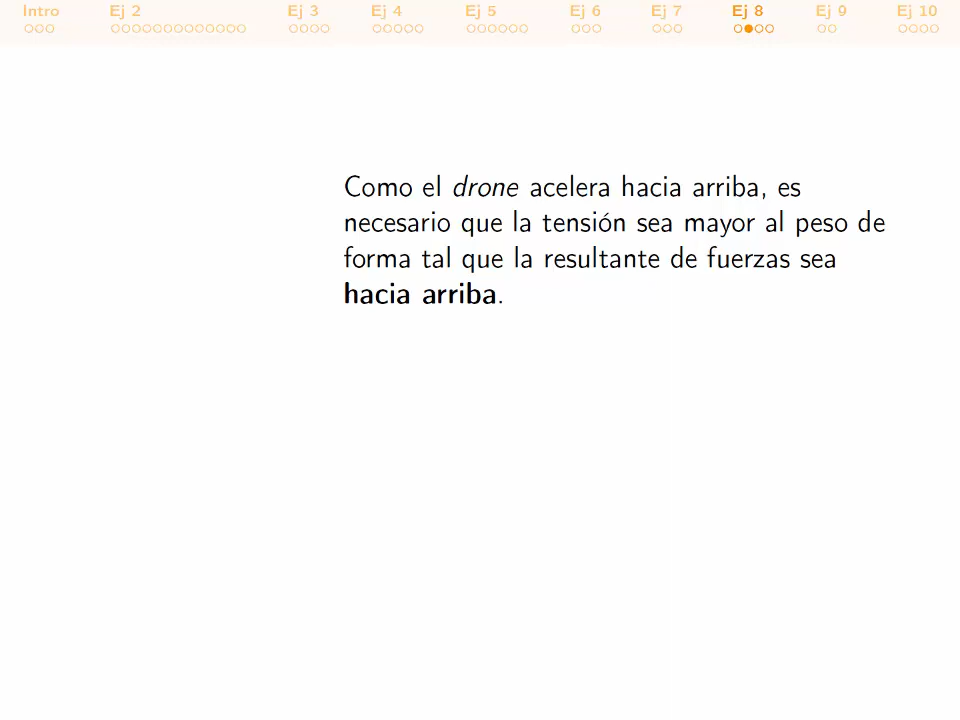 Intro Ej 2 Ej 3 Ej 4 Ej 5 Ej 6 Ej 7 Ej 8 Ej 9 Ej 10
Como el drone acelera hacia arriba, es
necesario que la tensión sea mayor al peso de
forma tal que la resultante de fuerzas sea
hacia arriba.